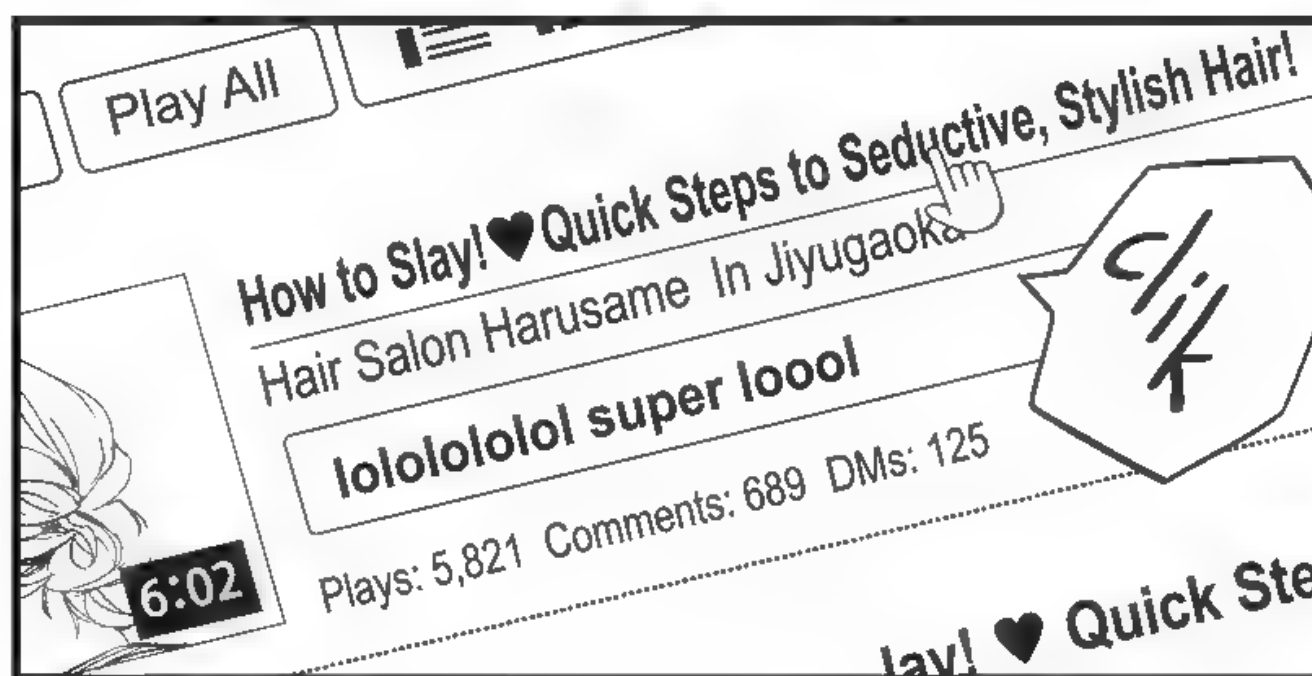 Play All
How to Slay!♥Quick Steps to Seductive, Stylish Hair!
Hair Salon Harusame In Jiyugaoka
lolololololol super loool
Plays: 5,821 Comments: 689 DMs: 125
6:02
Clik
lay! ♥ Quick Ste